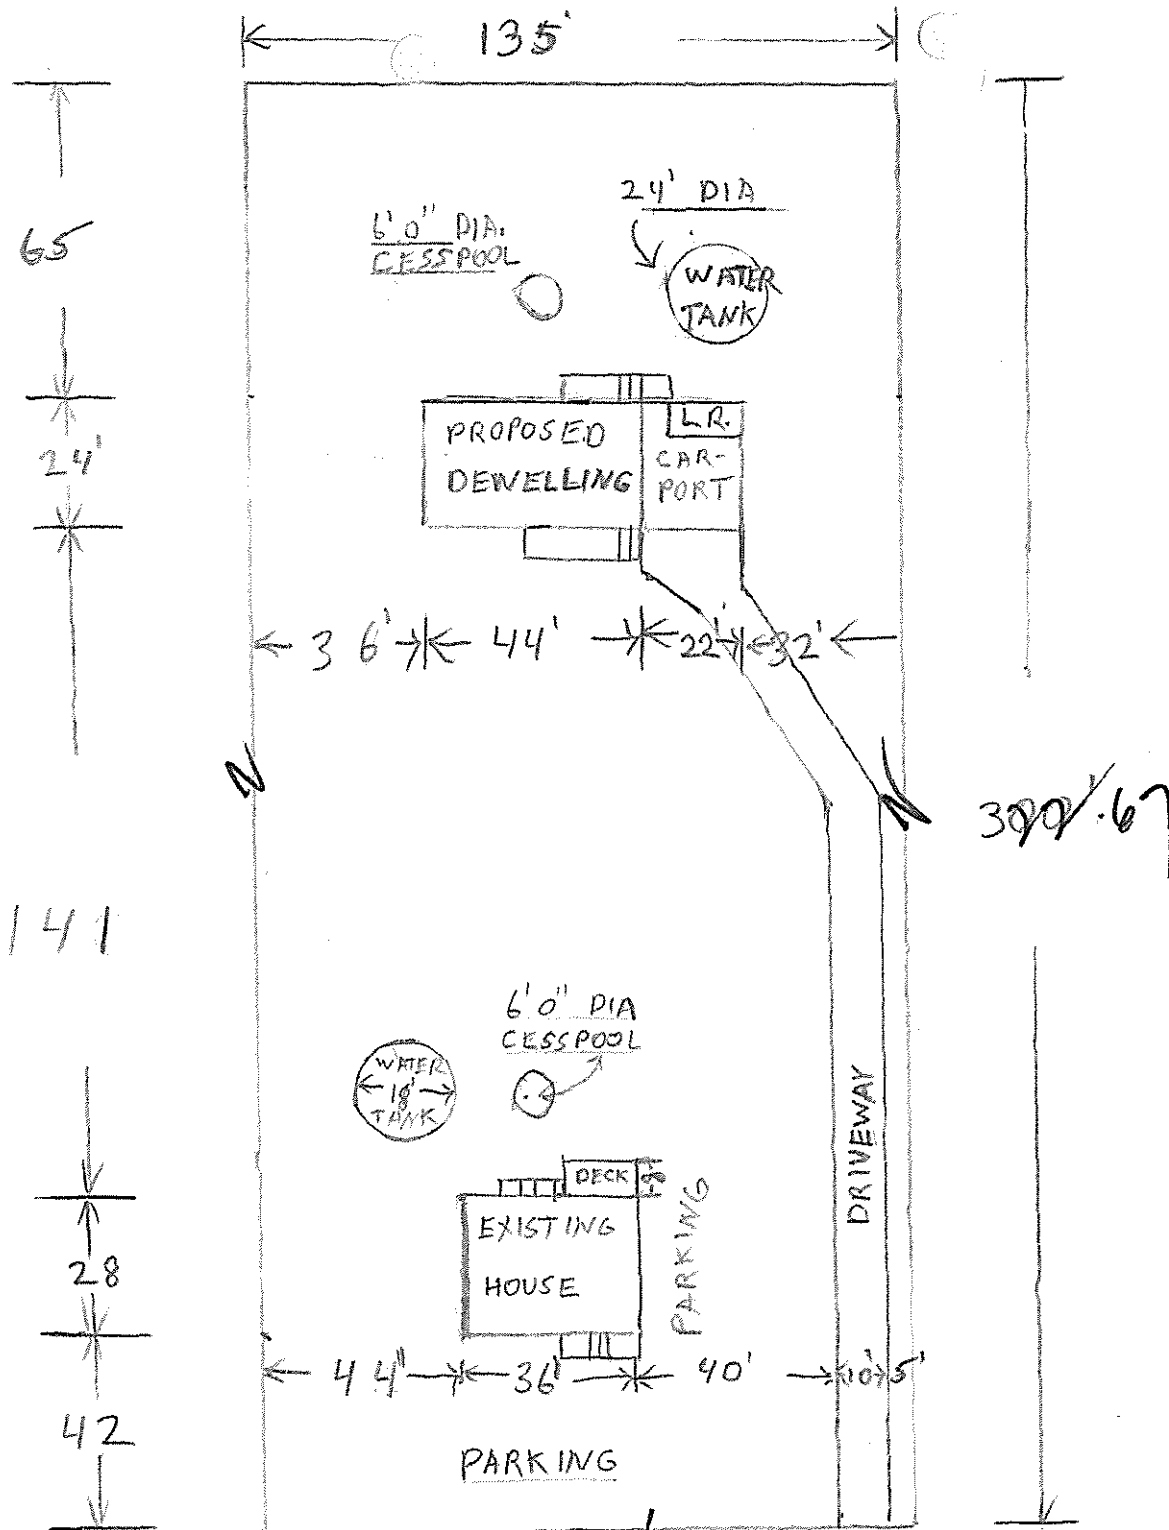 135'
24' DIA
6'0" DIA.
CESSPOOL
65
WATER
TANK
L.R.
PROPOSED
DEWELLING
CAR-
PORT
24'
36' 44' 22' 32'
141
6'0" DIA
CESSPOOL
WATER
18'
TANK
DRIVEWAY
DECK
8
PARKING
EXISTING
HOUSE
28
44" 36' 40' 10' 5'
42
PARKING